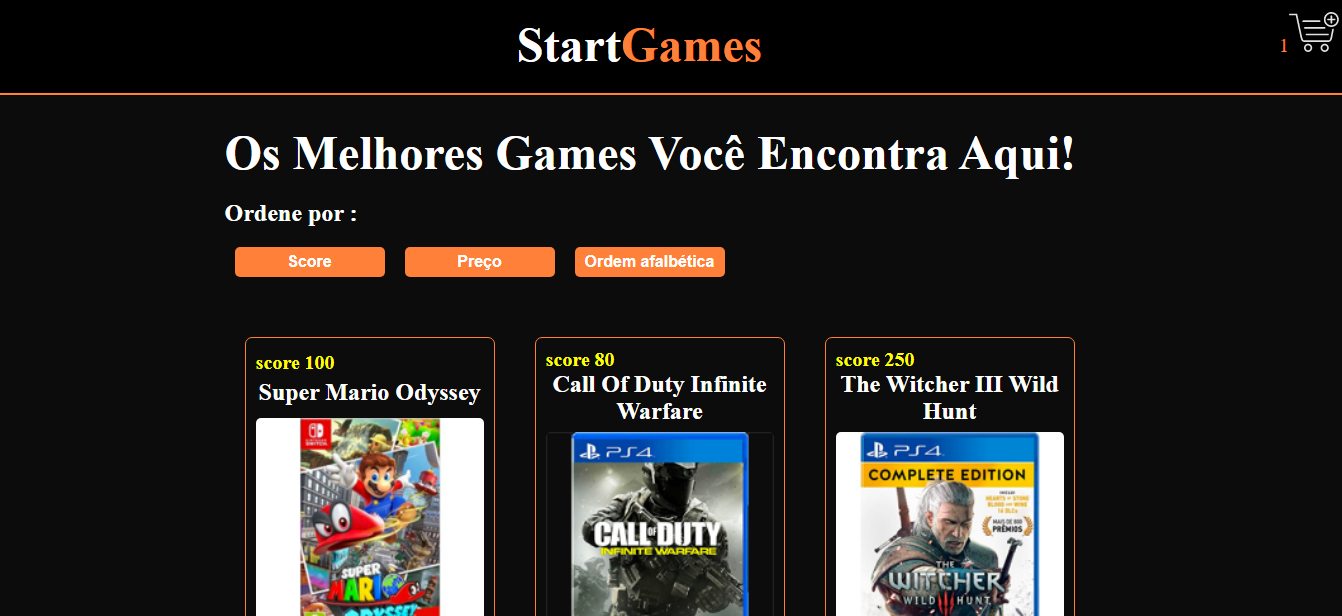 StartGames
1
Os Melhores Games Você Encontra Aqui!
Ordene por :
Score
Preço
Ordem afalbética
score 100
Super Mario Odyssey
NINTENDO
SWITCH
SUPER
MARIO
ODYSSEY
score 80
Call Of Duty Infinite
Warfare
PS4
CALL OF DUTY
INFINITE WARFARE
score 250
The Witcher III Wild
Hunt
PS4
COMPLETE EDITION
HEARTS OF STONE
BLOOD AND WINE
16 DLCs
MAIS DE 800
PRÊMIOS
THE
WITCHER
WILD HUNT